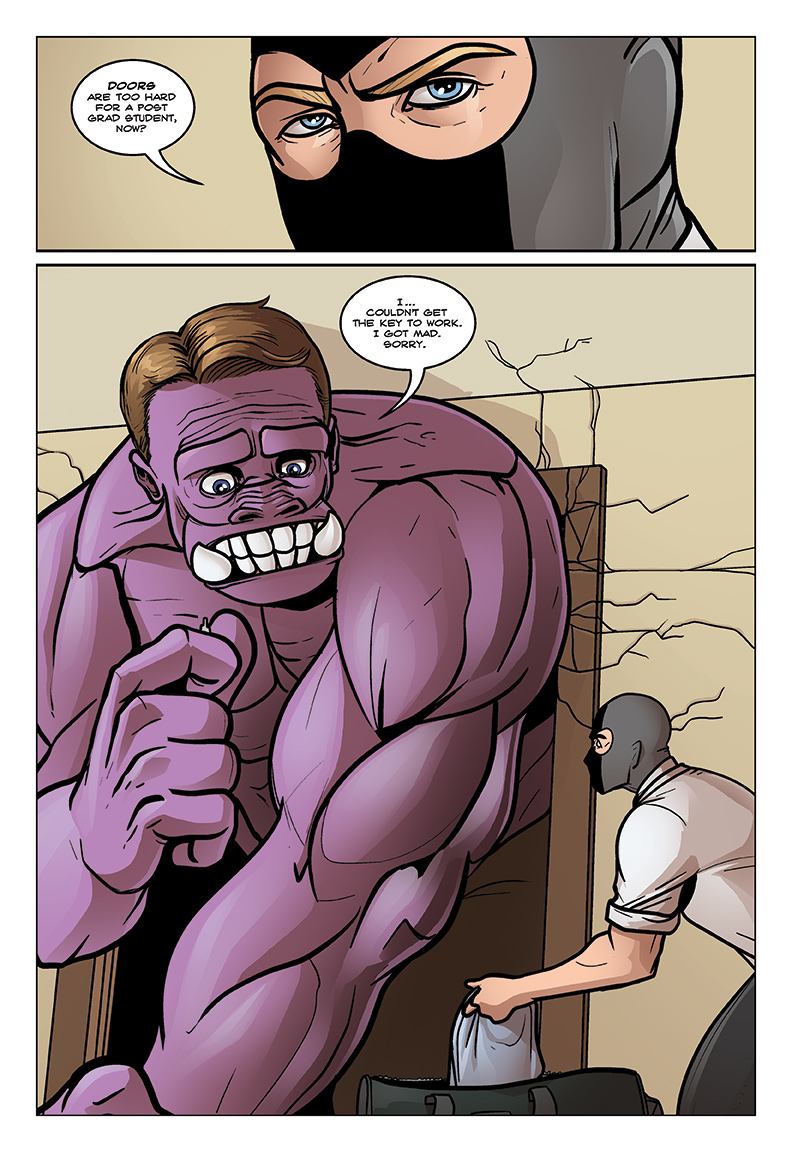 DOORS
ARE TOO HARD
FOR A POST
GRAD STUDENT,
NOW?
I...
COULDN'T GET
THE KEY TO WORK.
I GOT MAD.
SORRY.